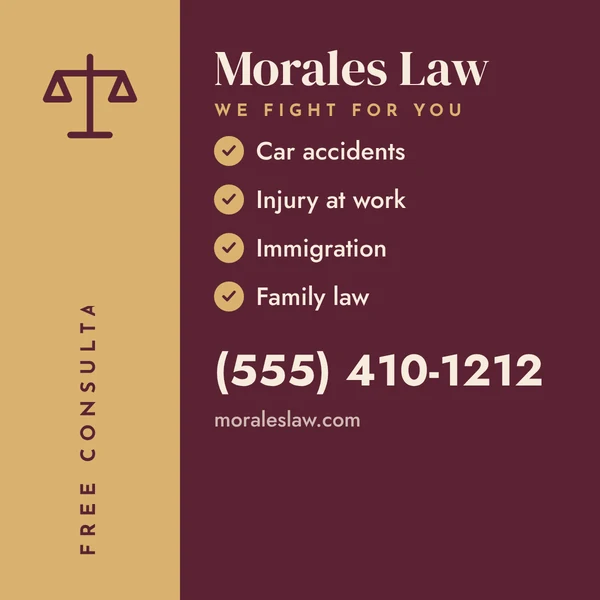 Morales Law
WE FIGHT FOR YOU
Car accidents
Injury at work
Immigration
Family law
(555) 410-1212
moraleslaw.com
FREE CONSULTA